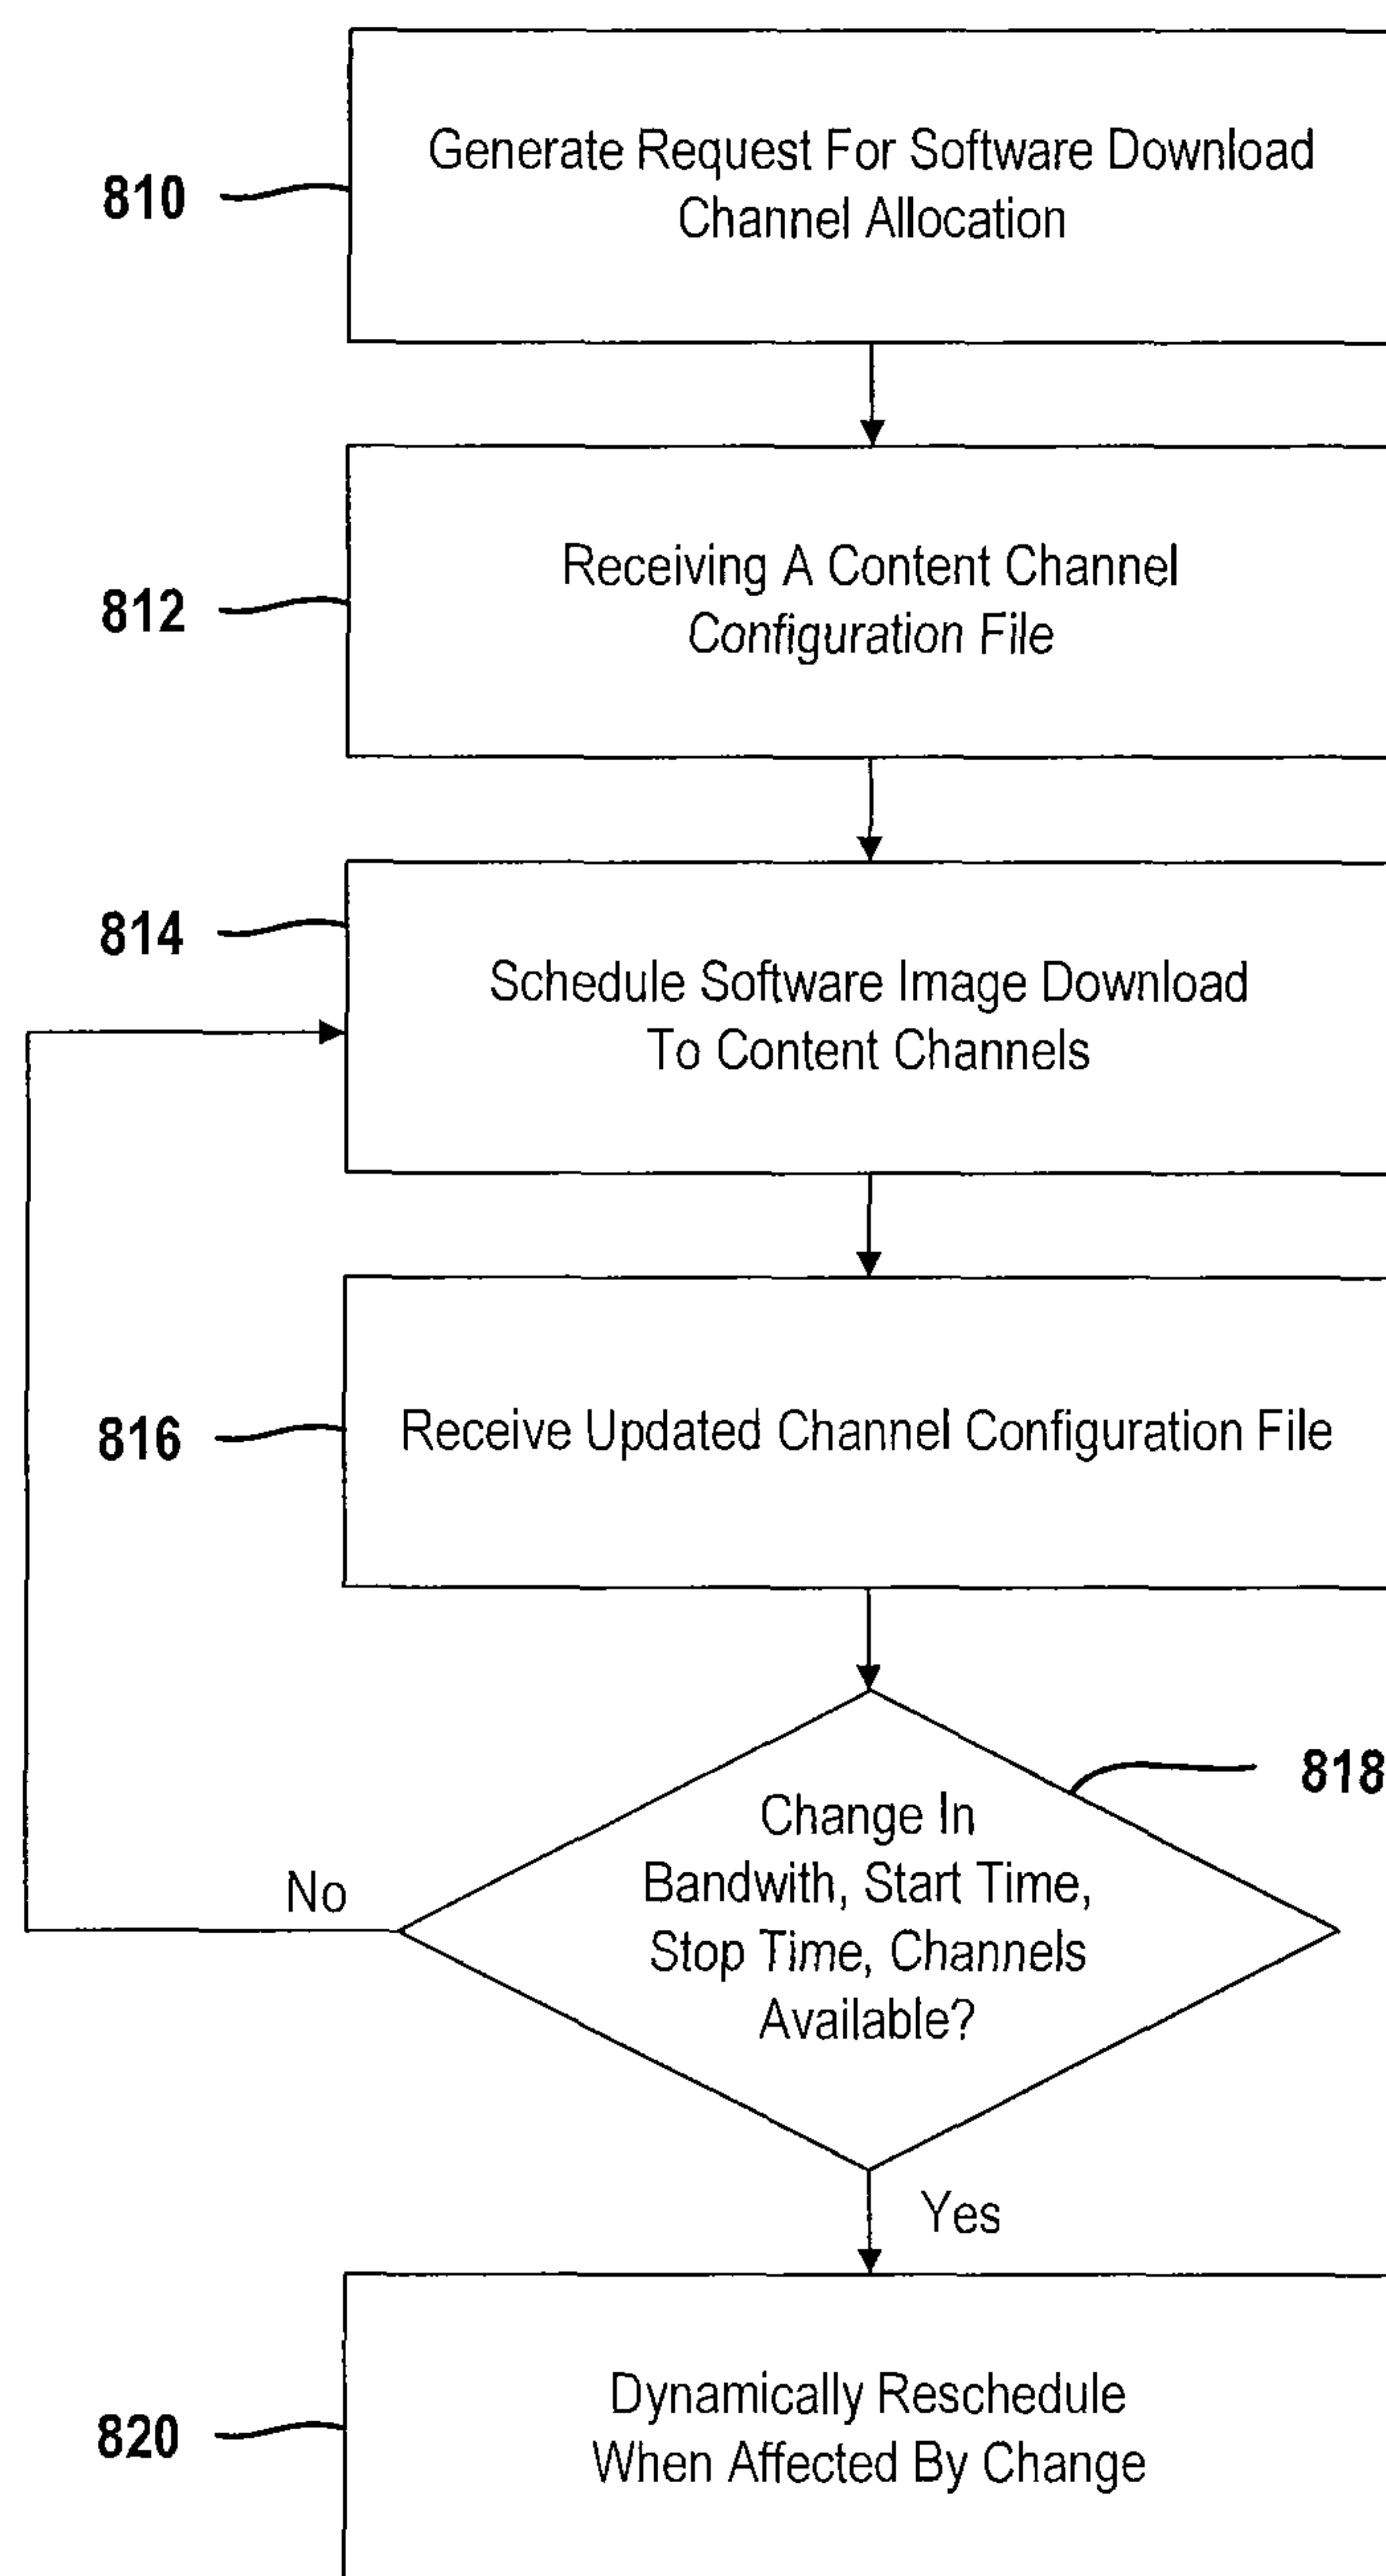 810
Generate Request For Software Download
Channel Allocation
812
Receiving A Content Channel
Configuration File
814
Schedule Software Image Download
To Content Channels
816
Receive Updated Channel Configuration File
818
Change In
Bandwith, Start Time,
Stop Time, Channels
Available?
No
Yes
820
Dynamically Reschedule
When Affected By Change